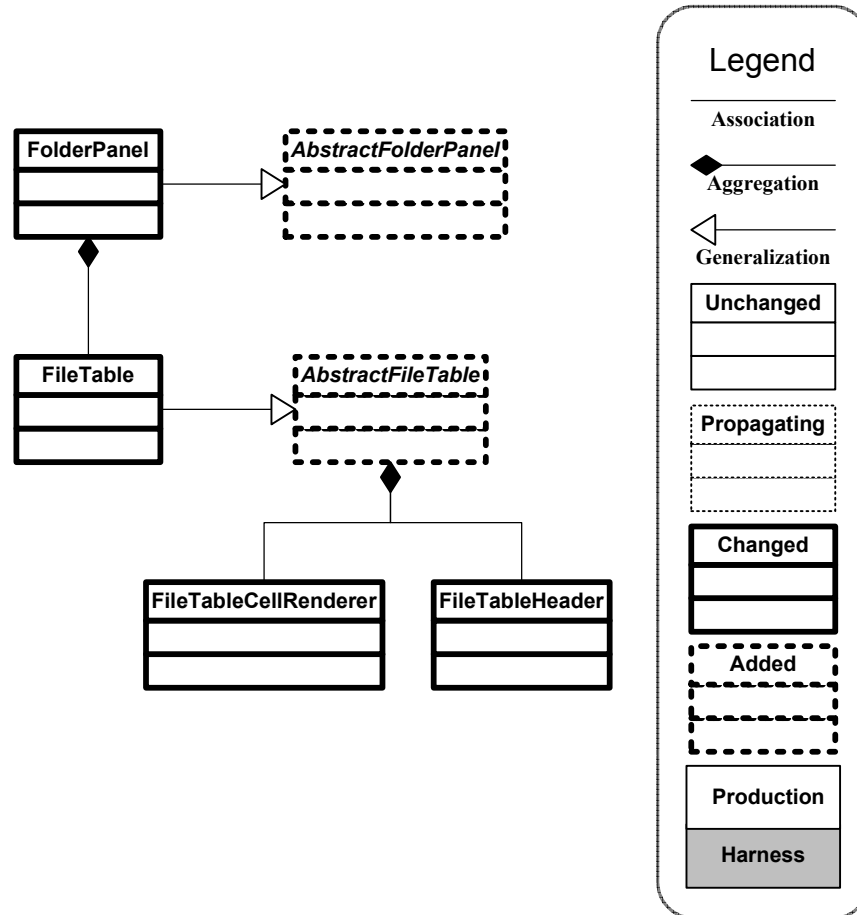 FolderPanel
AbstractFolderPanel
FileTable
AbstractFileTable
FileTableCellRenderer
FileTableHeader
Legend
Association
Aggregation
Generalization
Unchanged
Propagating
Changed
Added
Production
Harness